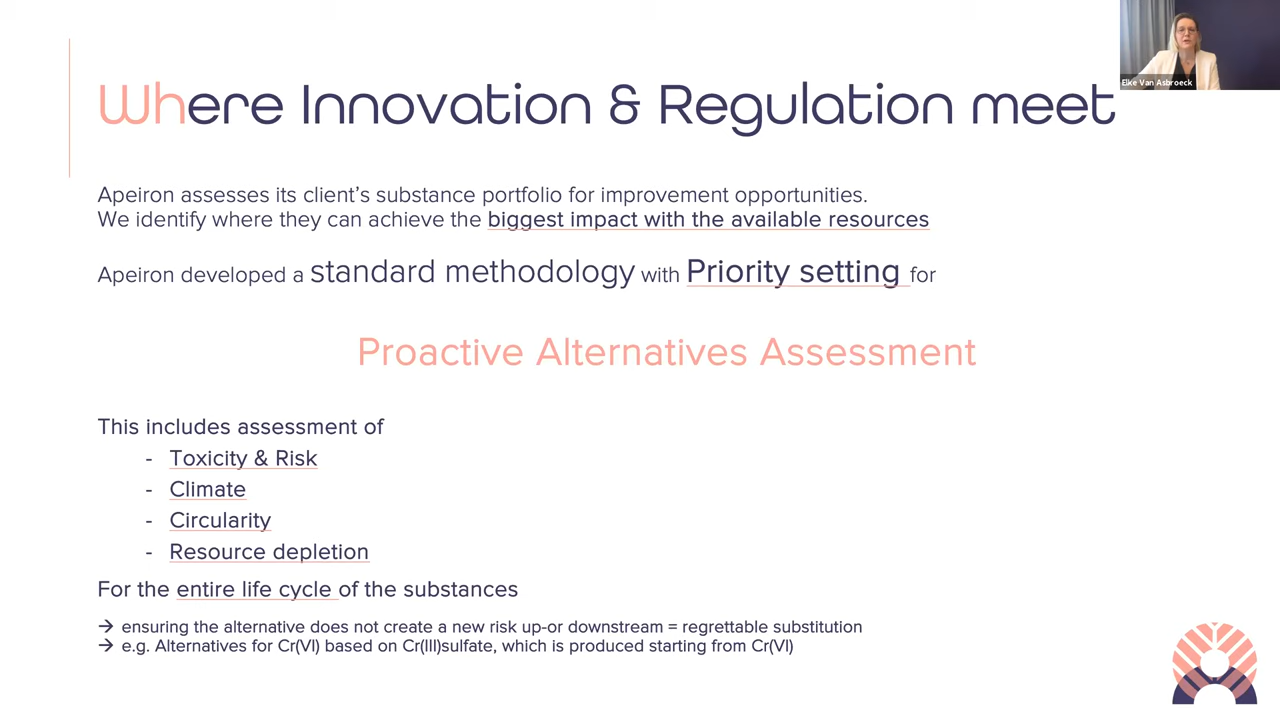 Elke Van Asbroeck
Where Innovation & Regulation meet
Apeiron assesses its client's substance portfolio for improvement opportunities.
We identify where they can achieve the biggest impact with the available resources
Apeiron developed a standard methodology with Priority setting for
Proactive Alternatives Assessment
This includes assessment of
- Toxicity & Risk
- Climate
- Circularity
- Resource depletion
For the entire life cycle of the substances
→ ensuring the alternative does not create a new risk up-or downstream = regrettable substitution
→ e.g. Alternatives for Cr(VI) based on Cr(III)sulfate, which is produced starting from Cr(VI)